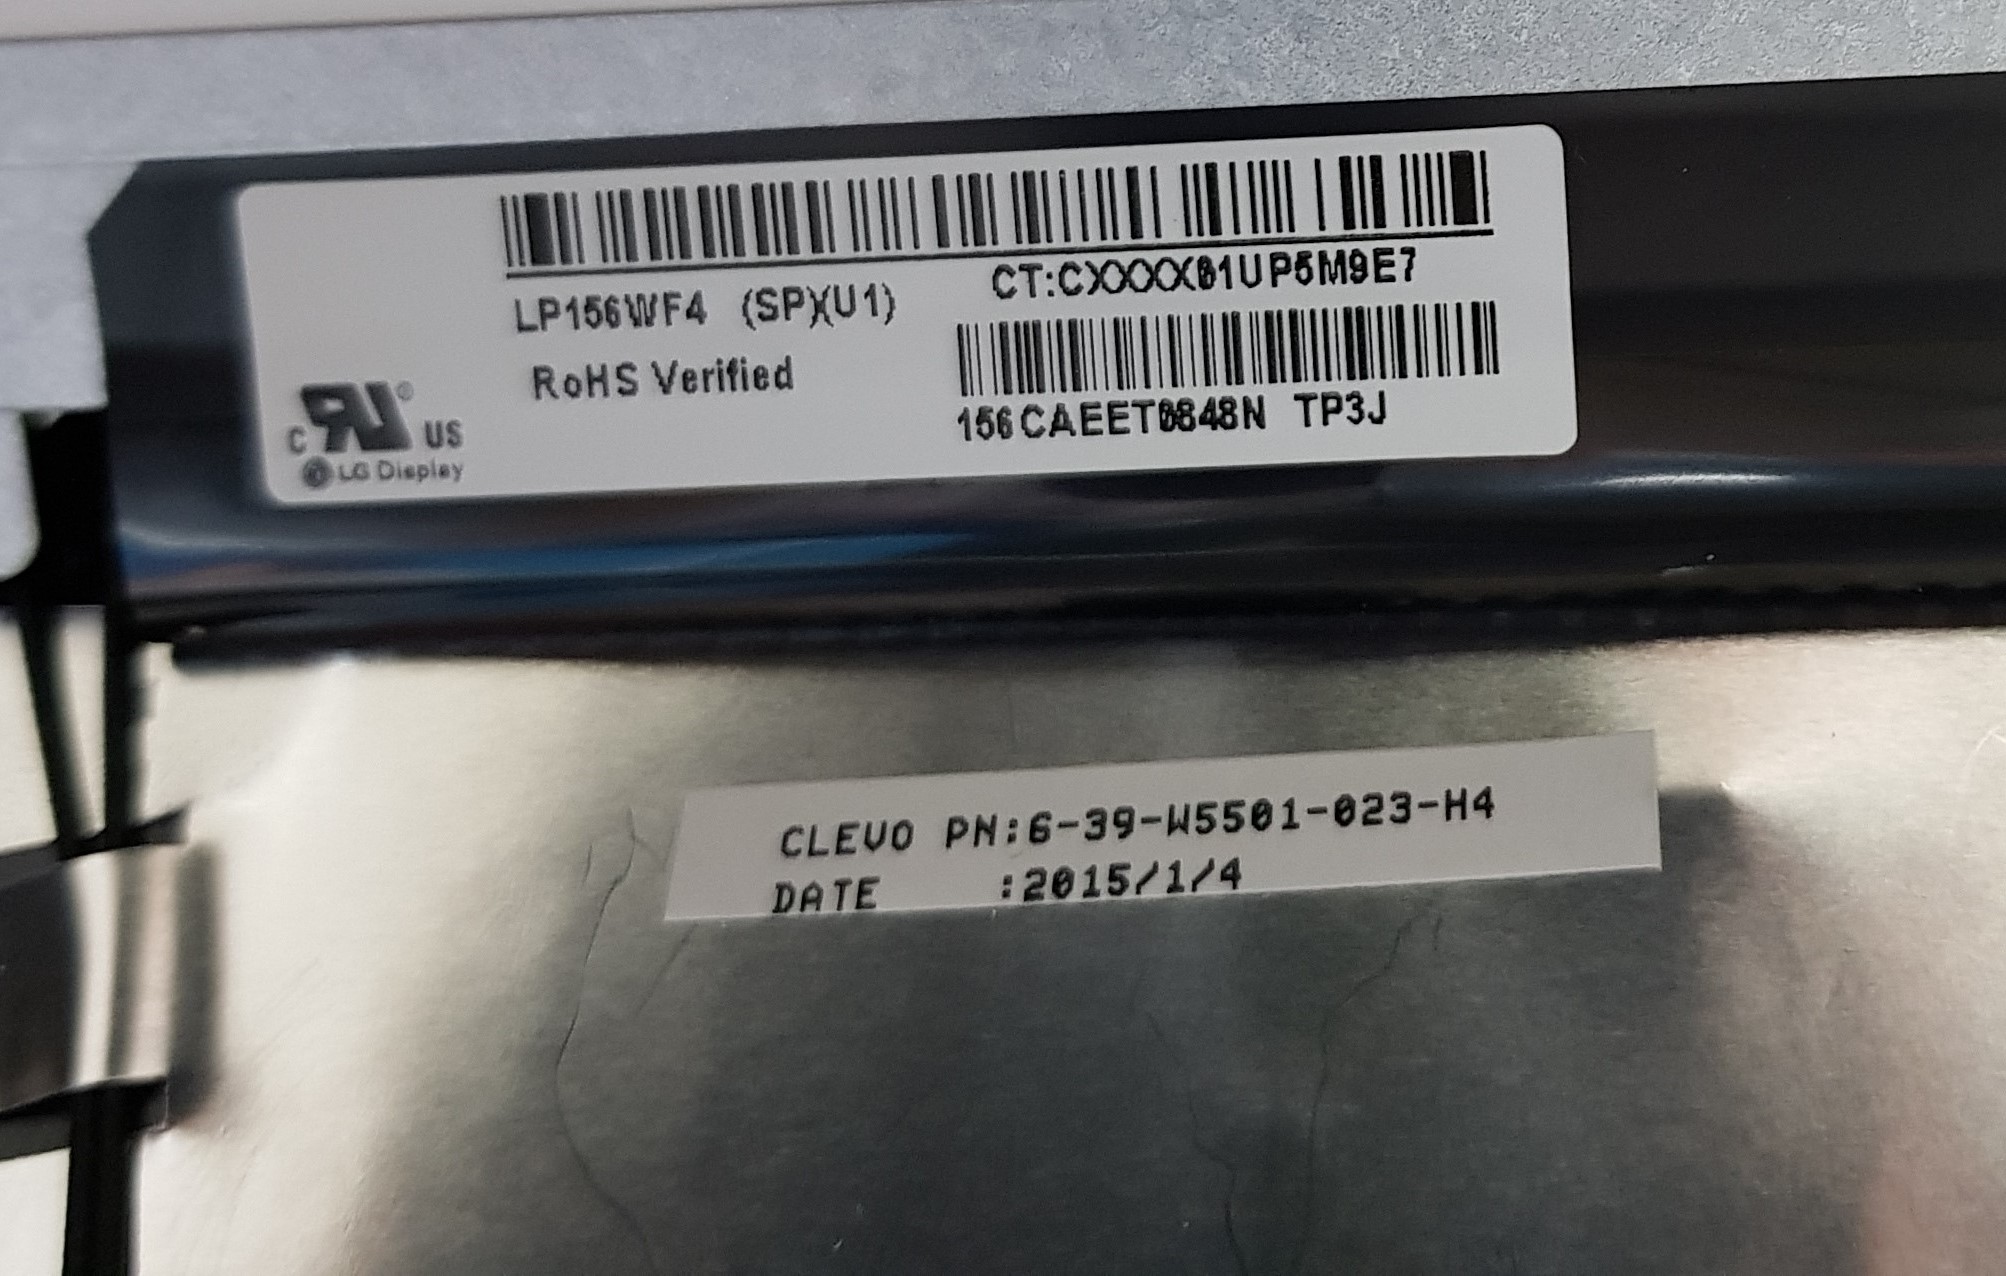 LP156WF4 (SP)(U1)
CT:CXXXX01UP5M9E7
RoHS Verified
156CAEET0848N TP3J
c RU US
LG Display
CLEVO PN:6-39-W5501-023-H4
DATE :2015/1/4